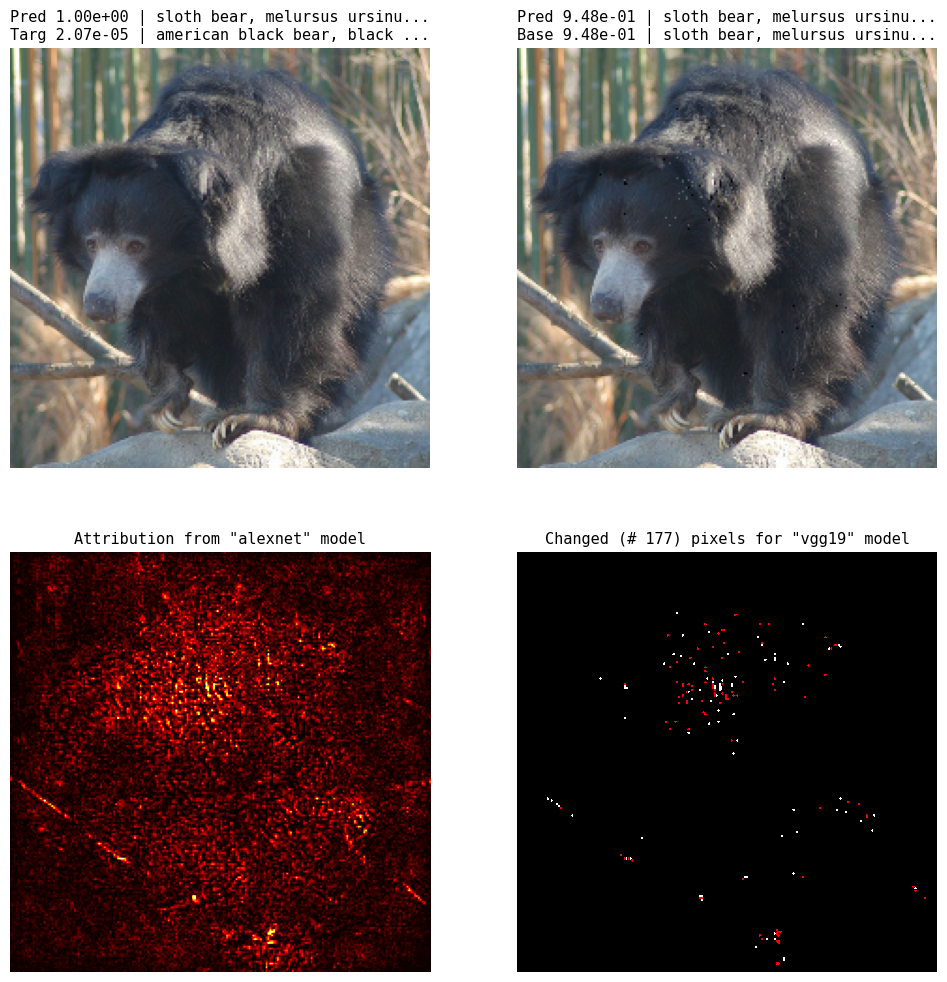 Pred 1.00e+00 | sloth bear, melursus ursinu...
Targ 2.07e-05 | american black bear, black ...
Pred 9.48e-01 | sloth bear, melursus ursinu...
Base 9.48e-01 | sloth bear, melursus ursinu...
Attribution from "alexnet" model
Changed (# 177) pixels for "vgg19" model